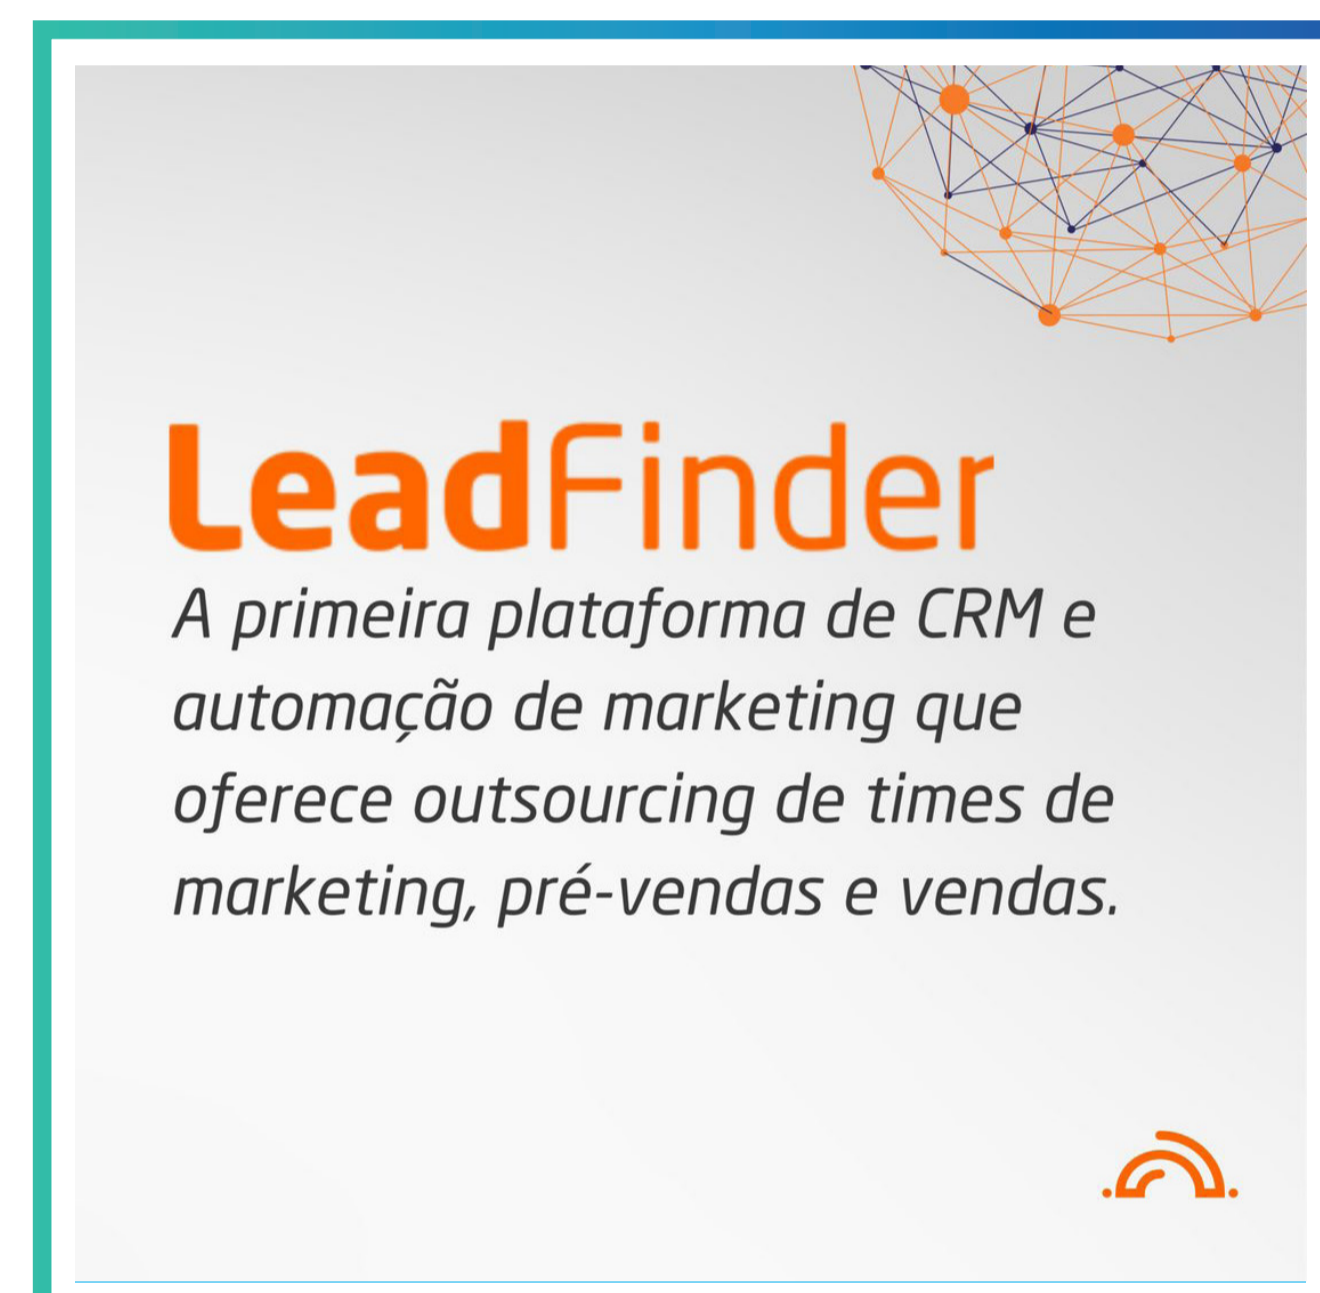 LeadFinder
A primeira plataforma de CRM e
automação de marketing que
oferece outsourcing de times de
marketing, pré-vendas e vendas.